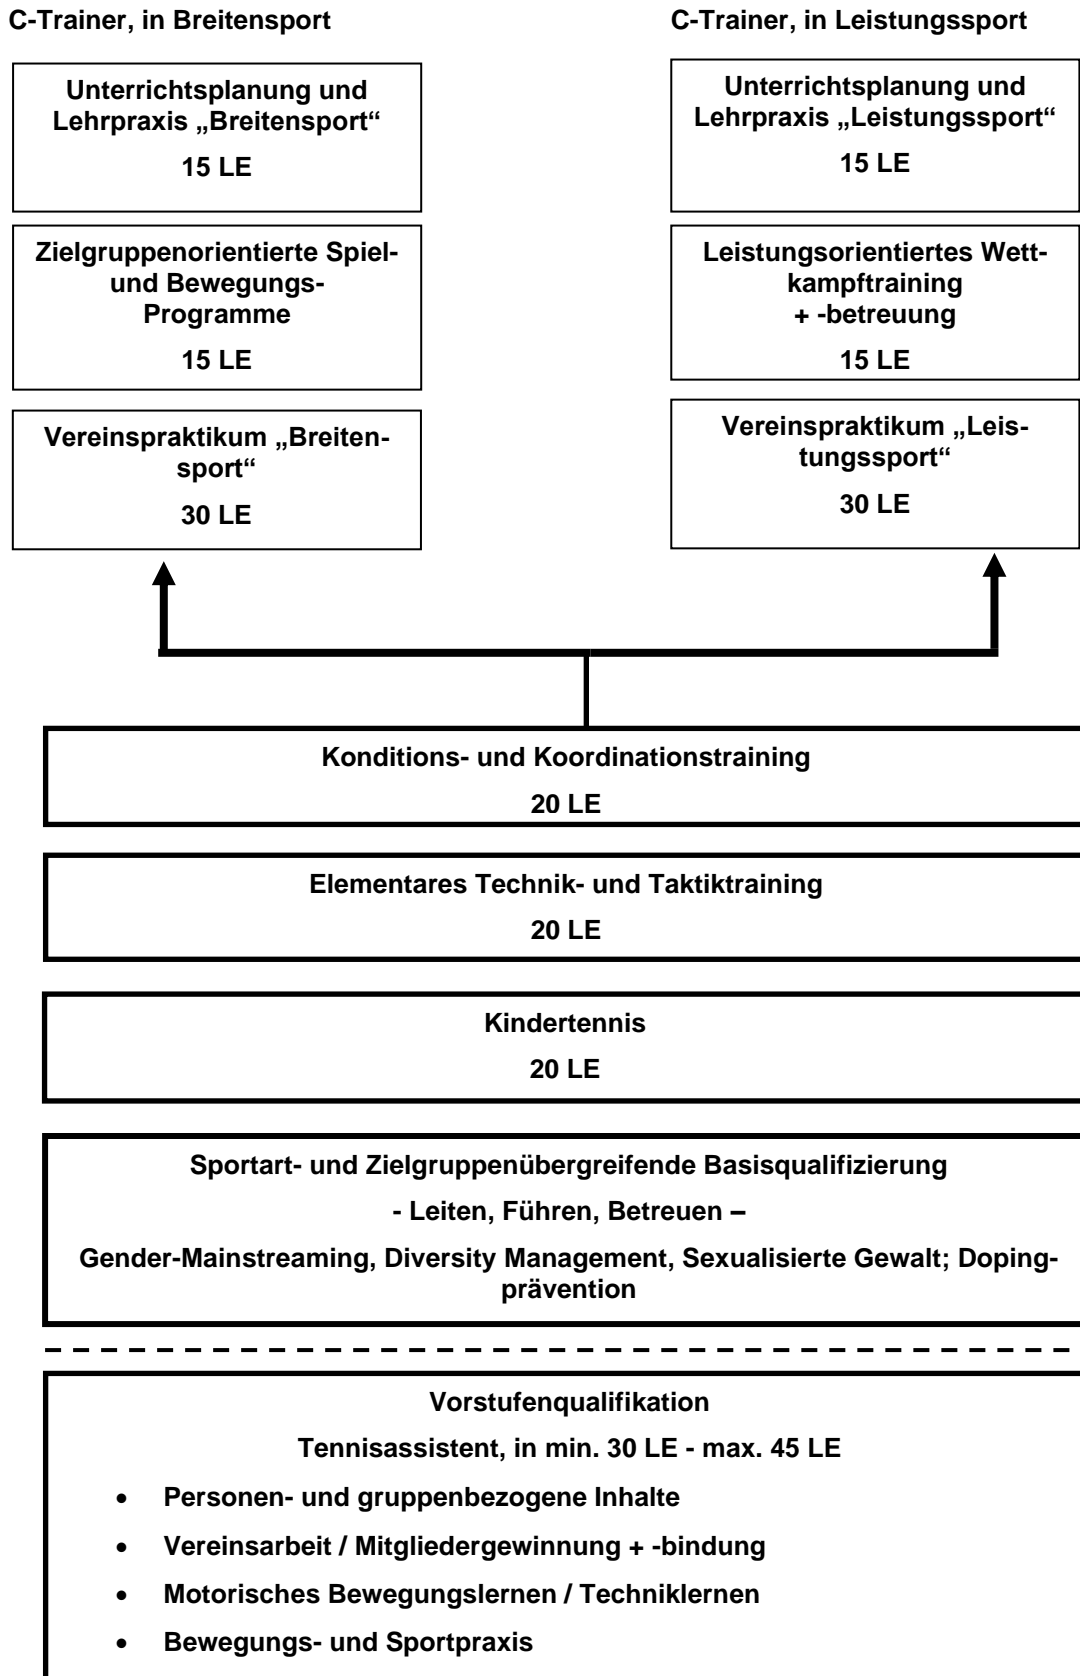 C-Trainer, in Breitensport
Unterrichtsplanung und
Lehrpraxis „Breitensport“
15 LE
Zielgruppenorientierte Spiel-
und Bewegungs-
Programme
15 LE
Vereinspraktikum „Breiten-
sport“
30 LE
C-Trainer, in Leistungssport
Unterrichtsplanung und
Lehrpraxis „Leistungssport“
15 LE
Leistungsorientiertes Wett-
kampftraining
+ -betreuung
15 LE
Vereinspraktikum „Leis-
tungssport“
30 LE
Konditions- und Koordinationstraining
20 LE
Elementares Technik- und Taktiktraining
20 LE
Kindertennis
20 LE
Sportart- und Zielgruppenübergreifende Basisqualifizierung
- Leiten, Führen, Betreuen –
Gender-Mainstreaming, Diversity Management, Sexualisierte Gewalt; Doping-
prävention
Vorstufenqualifikation
Tennisassistent, in min. 30 LE - max. 45 LE
• Personen- und gruppenbezogene Inhalte
• Vereinsarbeit / Mitgliedergewinnung + -bindung
• Motorisches Bewegungslernen / Techniklernen
• Bewegungs- und Sportpraxis